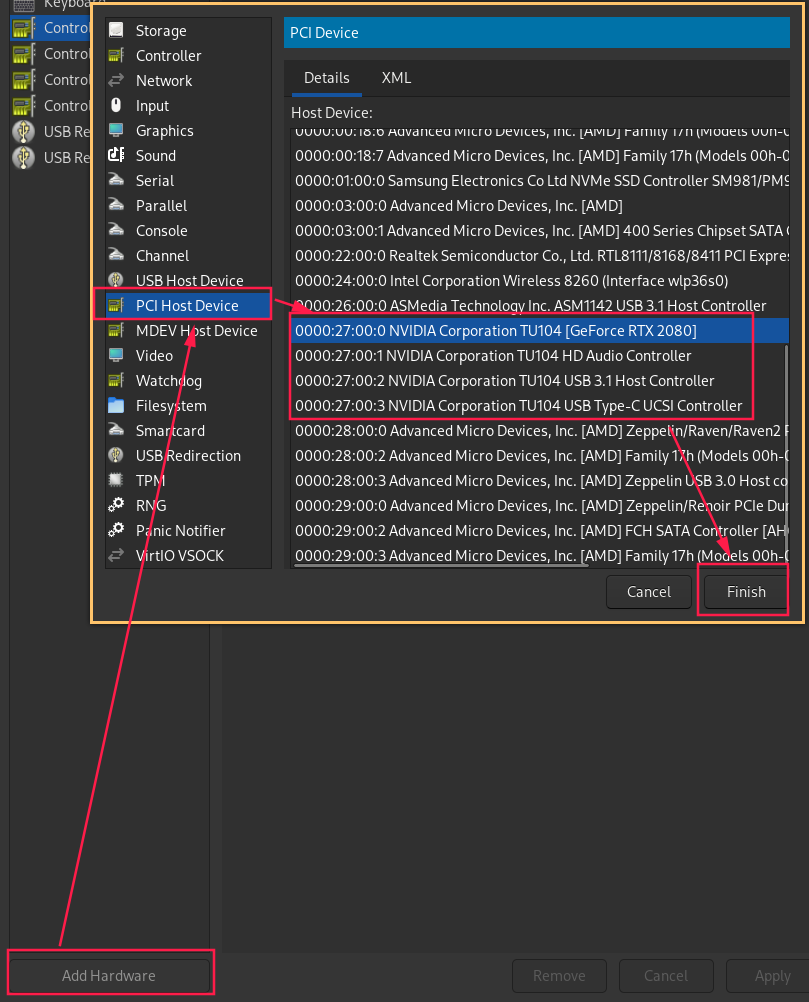 Keyboard
Control
Control
Control
Control
USB Re
USB Re
Storage
Controller
Network
Input
Graphics
Sound
Serial
Parallel
Console
Channel
USB Host Device
PCI Host Device
MDEV Host Device
Video
Watchdog
Filesystem
Smartcard
USB Redirection
TPM
RNG
Panic Notifier
VirtIO VSOCK
PCI Device
Details XML
Host Device:
0000:00:18:6 Advanced Micro Devices, Inc. [AMD] Family 17h (Models 00h-0
0000:00:18:7 Advanced Micro Devices, Inc. [AMD] Family 17h (Models 00h-0
0000:01:00:0 Samsung Electronics Co Ltd NVMe SSD Controller SM981/PM9
0000:03:00:0 Advanced Micro Devices, Inc. [AMD]
0000:03:00:1 Advanced Micro Devices, Inc. [AMD] 400 Series Chipset SATA C
0000:22:00:0 Realtek Semiconductor Co., Ltd. RTL8111/8168/8411 PCI Expre
0000:24:00:0 Intel Corporation Wireless 8260 (Interface wlp36s0)
0000:26:00:0 ASMedia Technology Inc. ASM1142 USB 3.1 Host Controller
0000:27:00:0 NVIDIA Corporation TU104 [GeForce RTX 2080]
0000:27:00:1 NVIDIA Corporation TU104 HD Audio Controller
0000:27:00:2 NVIDIA Corporation TU104 USB 3.1 Host Controller
0000:27:00:3 NVIDIA Corporation TU104 USB Type-C UCSI Controller
0000:28:00:0 Advanced Micro Devices, Inc. [AMD] Zeppelin/Raven/Raven2 P
0000:28:00:2 Advanced Micro Devices, Inc. [AMD] Family 17h (Models 00h-0
0000:28:00:3 Advanced Micro Devices, Inc. [AMD] Zeppelin USB 3.0 Host co
0000:29:00:0 Advanced Micro Devices, Inc. [AMD] Zeppelin/Renoir PCIe Dum
0000:29:00:2 Advanced Micro Devices, Inc. [AMD] FCH SATA Controller [AH
0000:29:00:3 Advanced Micro Devices, Inc. [AMD] Family 17h (Models 00h-0
Cancel Finish
Add Hardware Remove Cancel Apply